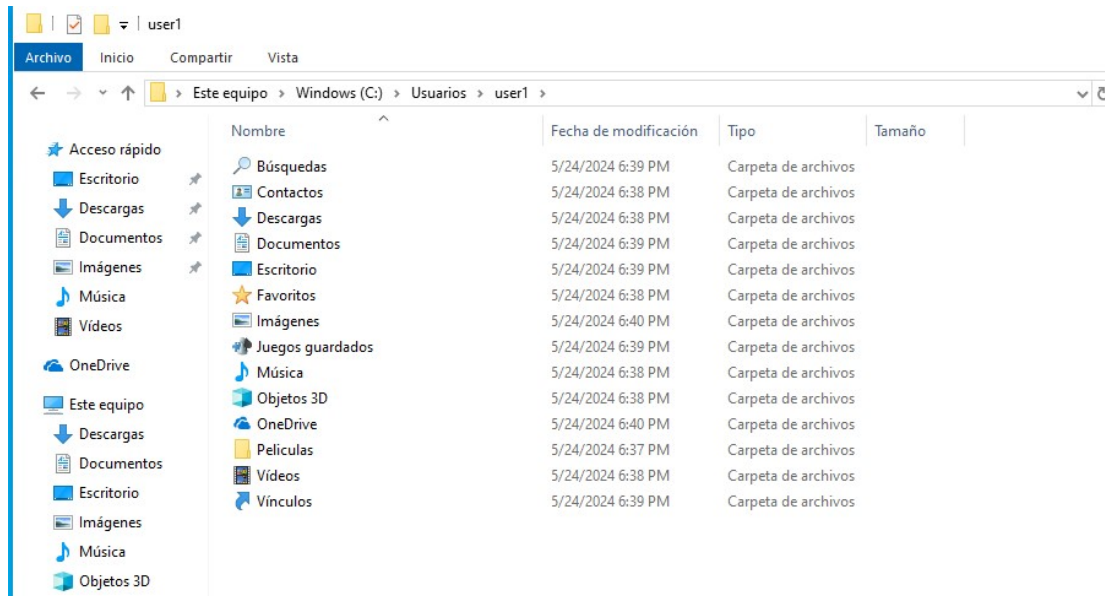 user1
Archivo Inicio Compartir Vista
Este equipo > Windows (C:) > Usuarios > user1 >
Acceso rápido
Escritorio
Descargas
Documentos
Imágenes
Música
Vídeos
OneDrive
Este equipo
Descargas
Documentos
Escritorio
Imágenes
Música
Objetos 3D
Nombre Fecha de modificación Tipo Tamaño
Búsquedas 5/24/2024 6:39 PM Carpeta de archivos
Contactos 5/24/2024 6:38 PM Carpeta de archivos
Descargas 5/24/2024 6:38 PM Carpeta de archivos
Documentos 5/24/2024 6:39 PM Carpeta de archivos
Escritorio 5/24/2024 6:39 PM Carpeta de archivos
Favoritos 5/24/2024 6:38 PM Carpeta de archivos
Imágenes 5/24/2024 6:40 PM Carpeta de archivos
Juegos guardados 5/24/2024 6:39 PM Carpeta de archivos
Música 5/24/2024 6:38 PM Carpeta de archivos
Objetos 3D 5/24/2024 6:38 PM Carpeta de archivos
OneDrive 5/24/2024 6:40 PM Carpeta de archivos
Peliculas 5/24/2024 6:37 PM Carpeta de archivos
Vídeos 5/24/2024 6:38 PM Carpeta de archivos
Vínculos 5/24/2024 6:39 PM Carpeta de archivos